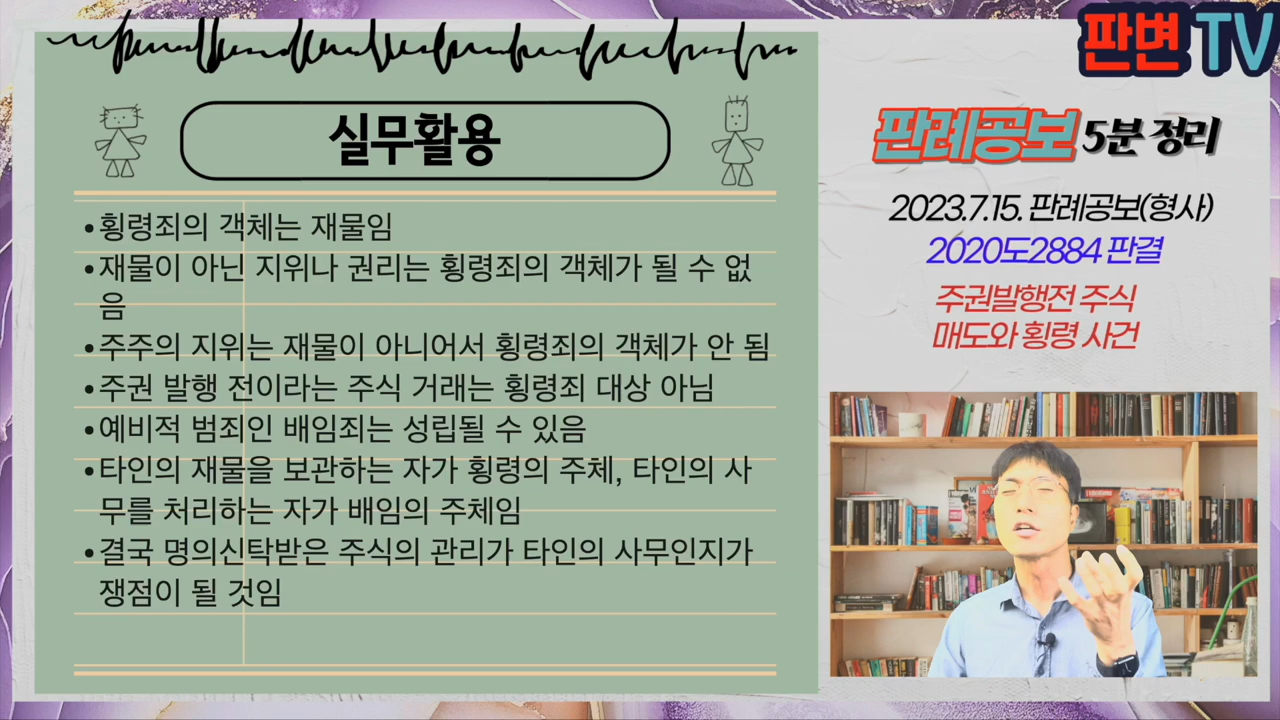 판변 TV
실무활용
•횡령죄의 객체는 재물임
•재물이 아닌 지위나 권리는 횡령죄의 객체가 될 수 없
음
•주주의 지위는 재물이 아니어서 횡령죄의 객체가 안 됨
•주권 발행 전이라는 주식 거래는 횡령죄 대상 아님
•예비적 범죄인 배임죄는 성립될 수 있음
•타인의 재물을 보관하는 자가 횡령의 주체, 타인의 사
무를 처리하는 자가 배임의 주체임
•결국 명의신탁받은 주식의 관리가 타인의 사무인지가
쟁점이 될 것임
판례공보 5분 정리
2023.7.15. 판례공보(형사)
2020도2884 판결
주권발행전 주식
매도와 횡령 사건